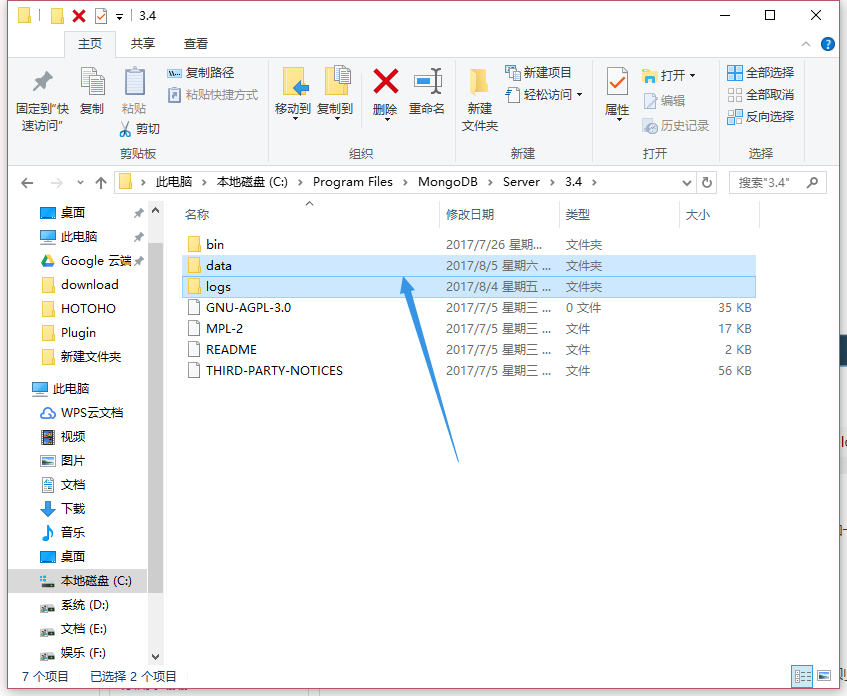 3.4
主页 共享 查看
固定到"快速访问"
复制
粘贴
复制路径
粘贴快捷方式
剪切
剪贴板
移动到 复制到 删除 重命名
组织
新建文件夹
新建项目
轻松访问
新建
属性
打开
编辑
历史记录
打开
全部选择
全部取消
反向选择
选择
此电脑 本地磁盘 (C:) Program Files MongoDB Server 3.4
搜索"3.4"
桌面
此电脑
Google 云端
download
HOTOHO
Plugin
新建文件夹
此电脑
WPS云文档
视频
图片
文档
下载
音乐
桌面
本地磁盘 (C:)
系统 (D:)
文档 (E:)
娱乐 (F:)
名称 修改日期 类型 大小
bin 2017/7/26 星期... 文件夹
data 2017/8/5 星期六 ... 文件夹
logs 2017/8/4 星期五 ... 文件夹
GNU-AGPL-3.0 2017/7/5 星期三 ... 0 文件 35 KB
MPL-2 2017/7/5 星期三 ... 文件 17 KB
README 2017/7/5 星期三 ... 文件 2 KB
THIRD-PARTY-NOTICES 2017/7/5 星期三 ... 文件 56 KB
7 个项目 已选择 2 个项目